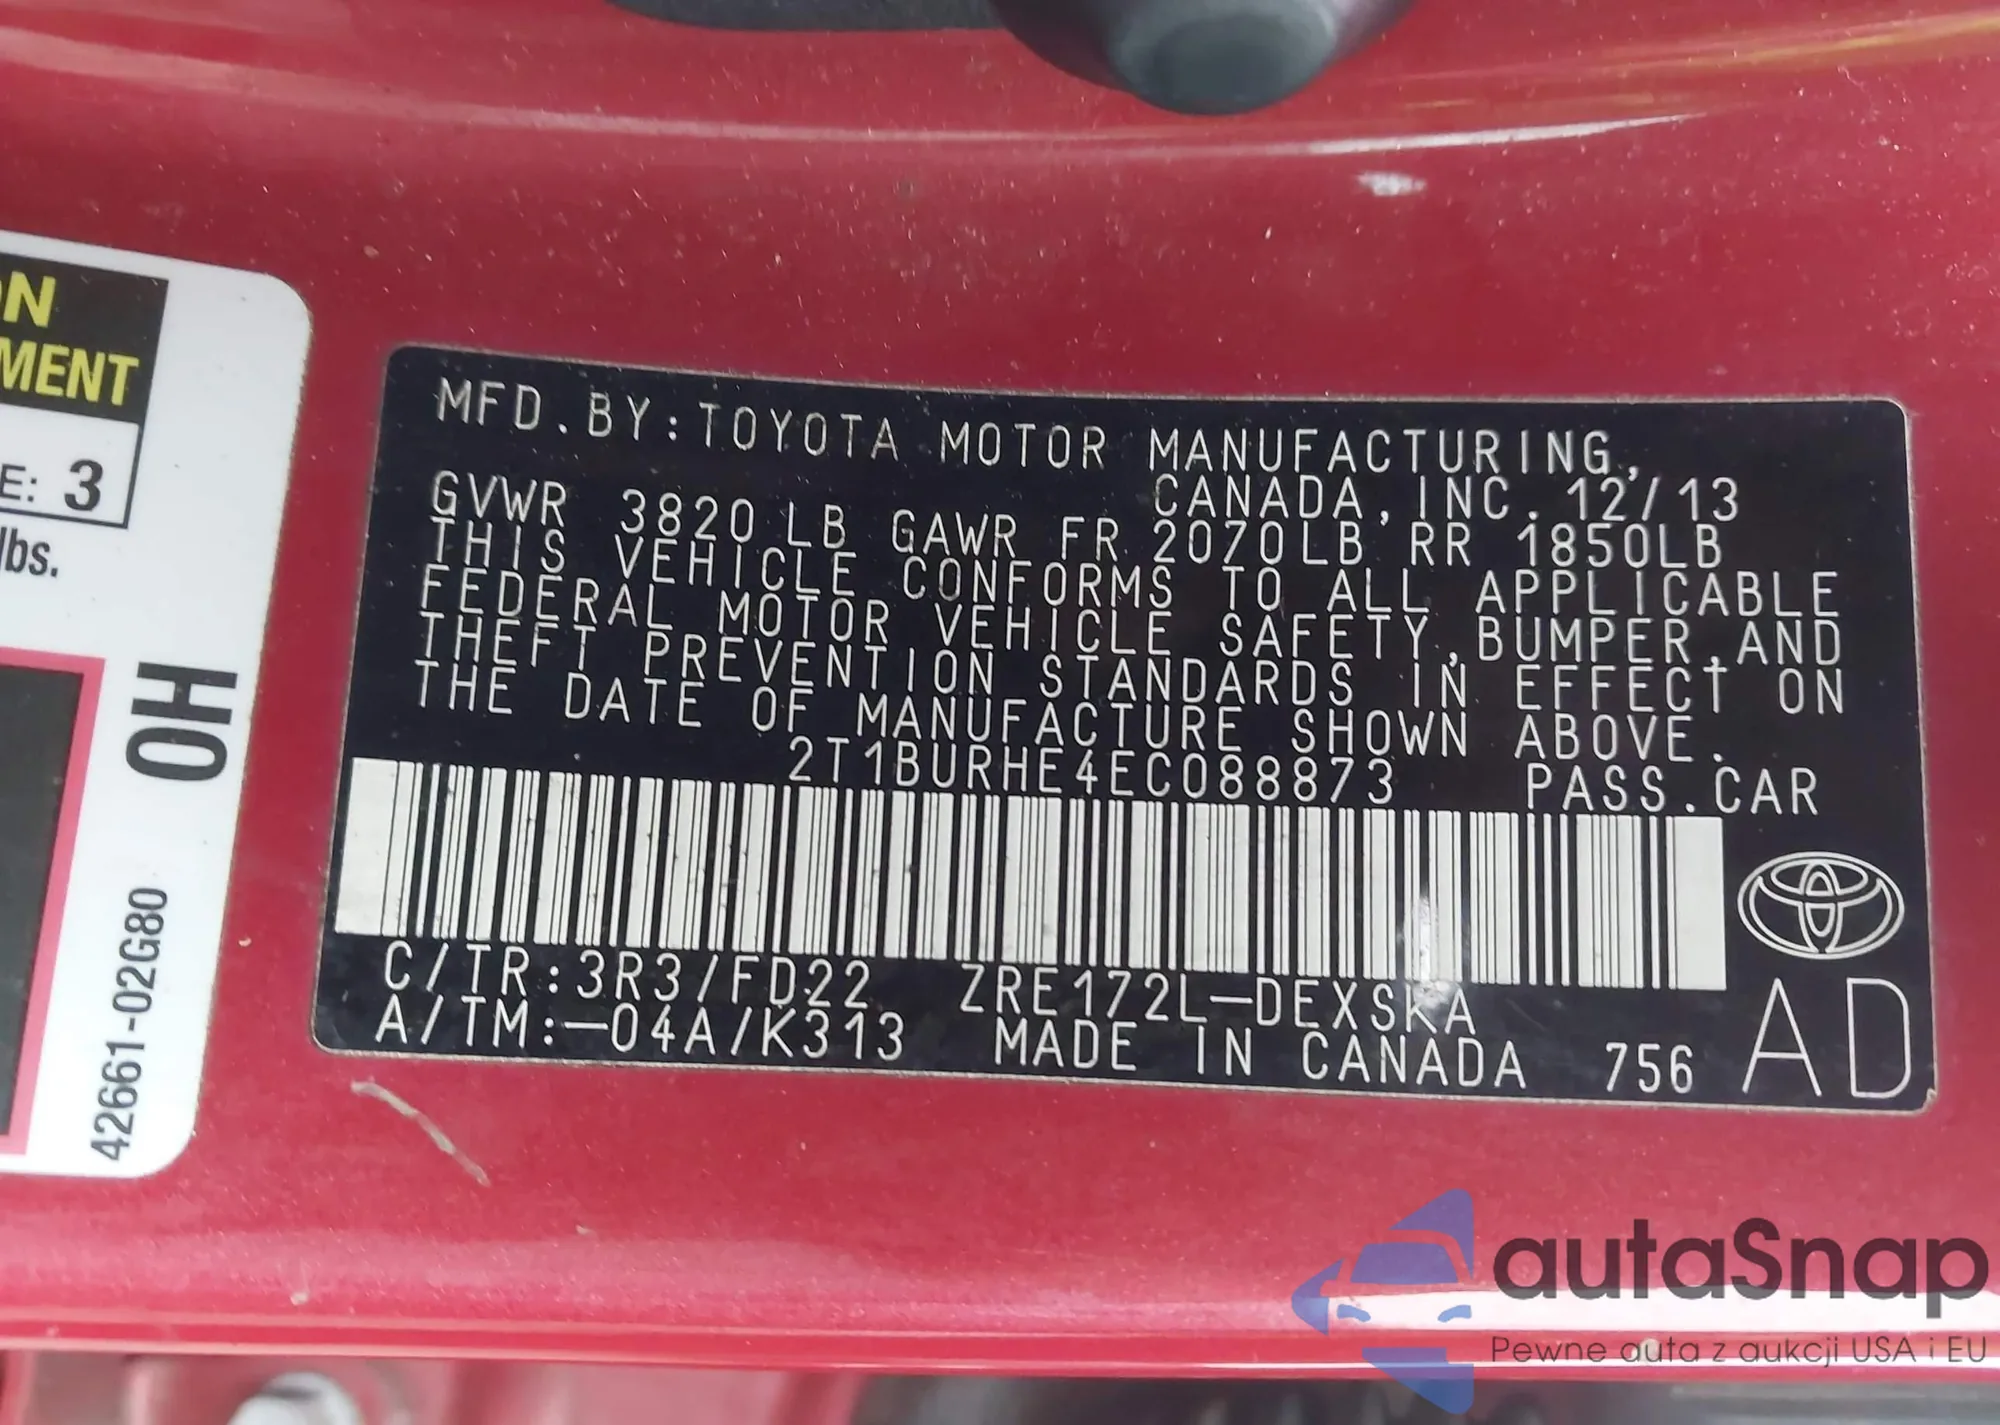 ON
MENT
E: 3
lbs.
OH
42661-02G80
MFD.BY:TOYOTA MOTOR MANUFACTURING,
CANADA,INC. 12/13
GVWR 3820LB GAWR FR 2070LB RR 1850LB
THIS VEHICLE CONFORMS TO ALL APPLICABLE
FEDERAL MOTOR VEHICLE SAFETY,BUMPER,AND
THEFT PREVENTION STANDARDS IN EFFECT ON
THE DATE OF MANUFACTURE SHOWN ABOVE.
2T1BURHE4EC088873 PASS.CAR
C/TR:3R3/FD22 ZRE172L-DEXSKA
A/TM:-04A/K313 MADE IN CANADA 756 AD
autaSnap
Pewne auta z aukcji USA i EU